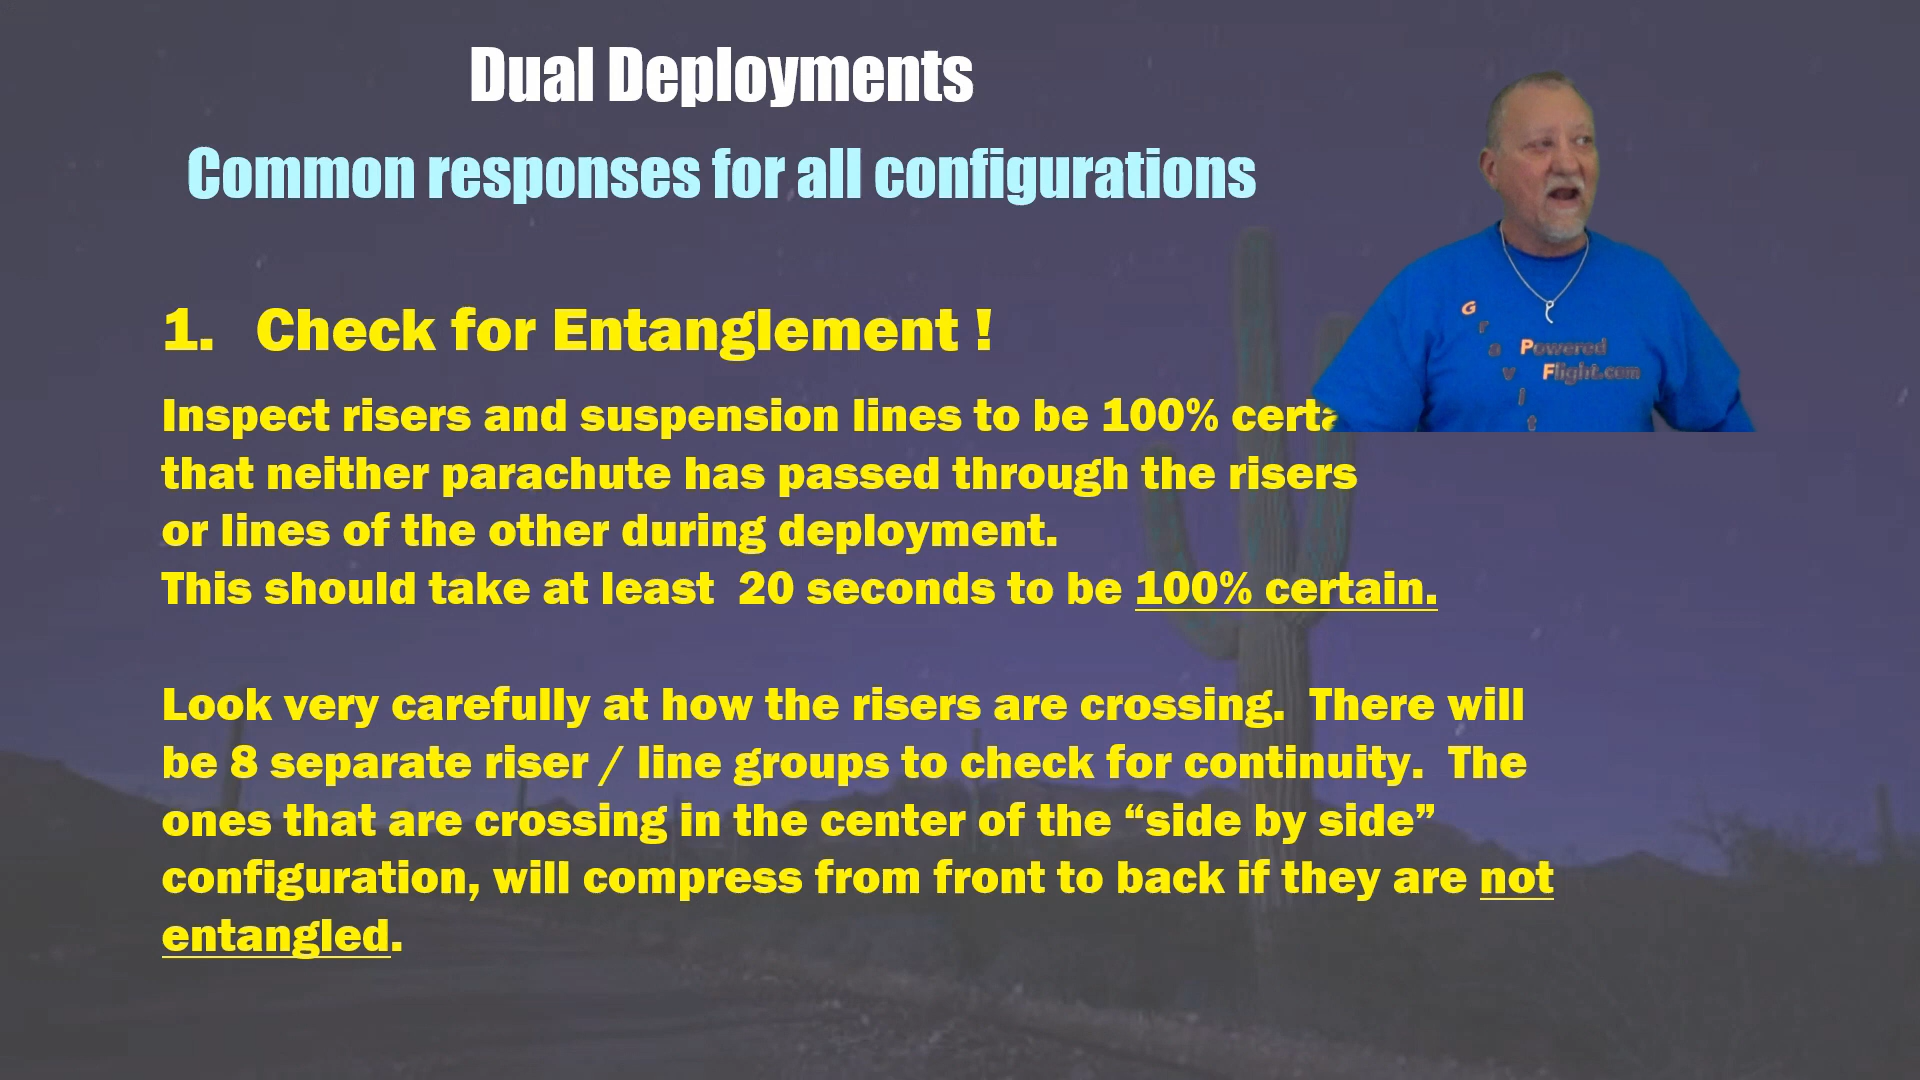 Dual Deployments
Common responses for all configurations
1. Check for Entanglement !
Inspect risers and suspension lines to be 100% certa
that neither parachute has passed through the risers
or lines of the other during deployment.
This should take at least 20 seconds to be 100% certain.
Look very carefully at how the risers are crossing. There will
be 8 separate riser / line groups to check for continuity. The
ones that are crossing in the center of the “side by side”
configuration, will compress from front to back if they are not
entangled.
Gravit
Powered
Flight.com